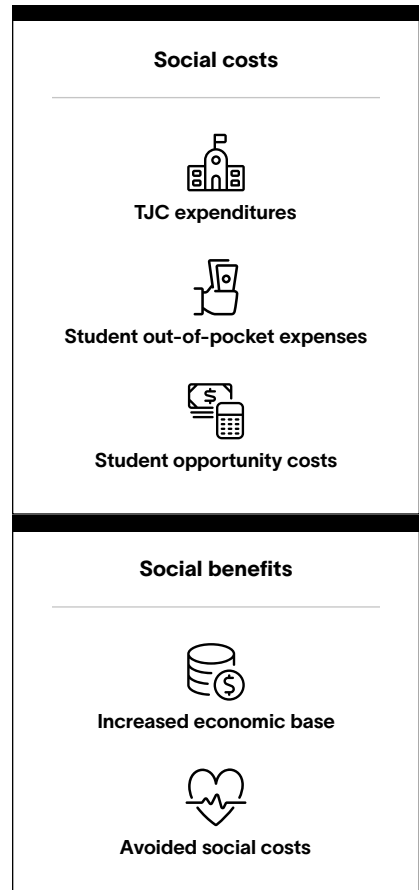 Social costs
TJC expenditures
Student out-of-pocket expenses
$
Student opportunity costs
Social benefits
$
Increased economic base
Avoided social costs